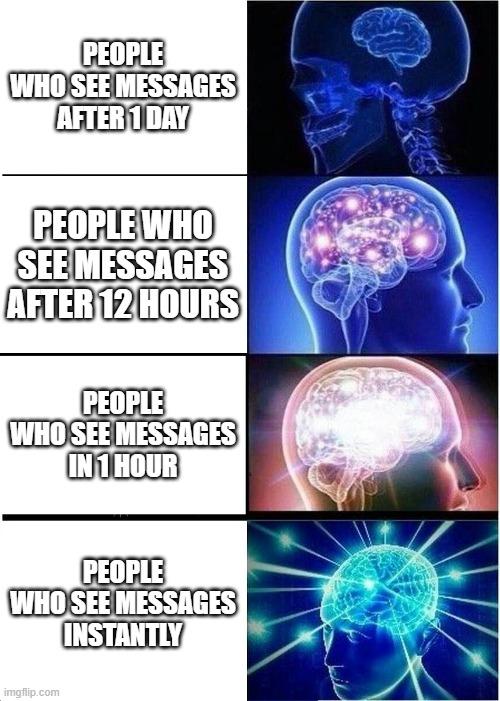 PEOPLE
WHO SEE MESSAGES
AFTER 1 DAY
PEOPLE WHO
SEE MESSAGES
AFTER 12 HOURS
PEOPLE
WHO SEE MESSAGES
IN 1 HOUR
PEOPLE
WHO SEE MESSAGES
INSTANTLY
imgflip.com